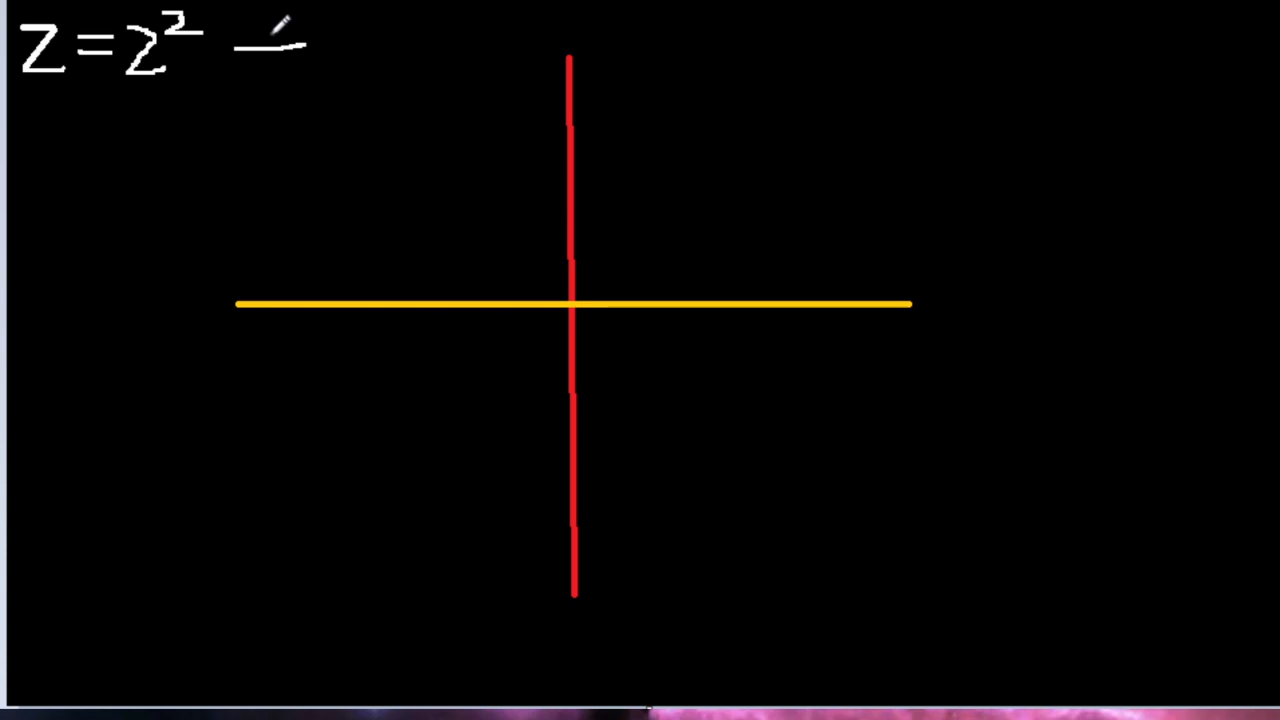 Z = Z² —